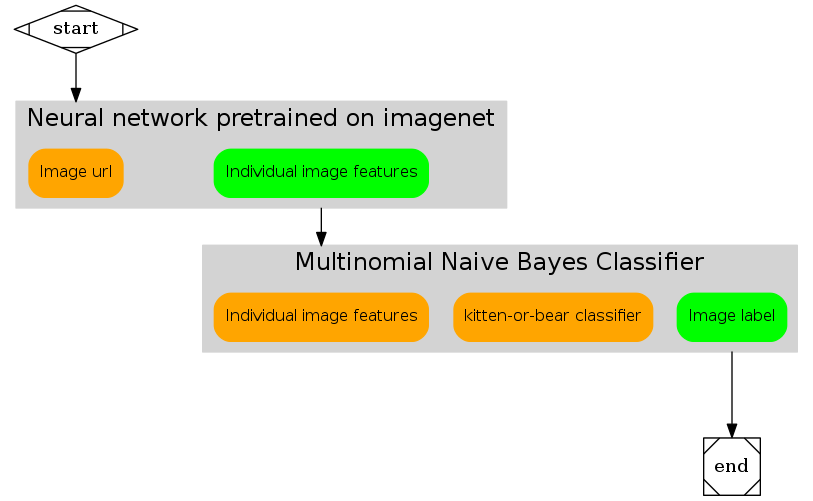 start
Neural network pretrained on imagenet
Image url
Individual image features
Multinomial Naive Bayes Classifier
Individual image features
kitten-or-bear classifier
Image label
end